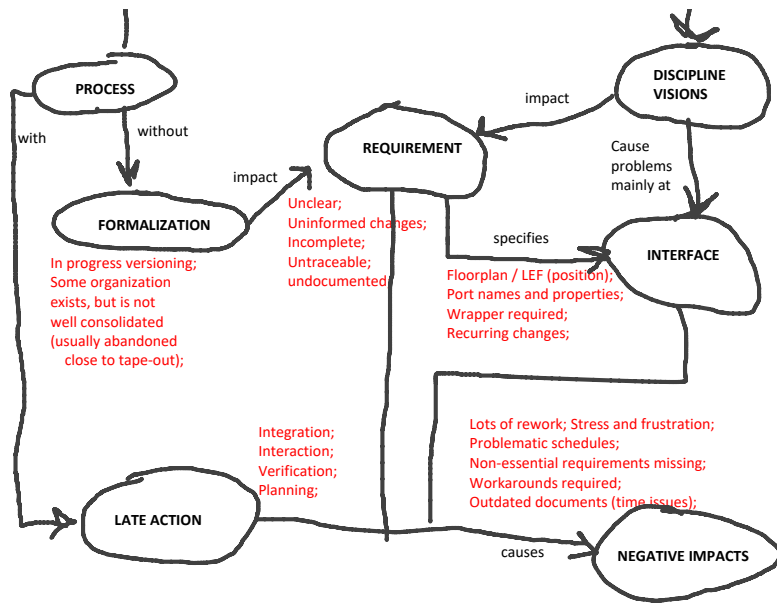 PROCESS
DISCIPLINE
VISIONS
with
without
impact
REQUIREMENT
Cause
problems
mainly at
impact
FORMALIZATION
Unclear;
Uninformed changes;
Incomplete;
Untraceable;
undocumented
specifies
INTERFACE
In progress versioning;
Some organization
exists, but is not
well consolidated
(usually abandoned
close to tape-out);
Floorplan / LEF (position);
Port names and properties;
Wrapper required;
Recurring changes;
Integration;
Interaction;
Verification;
Planning;
Lots of rework; Stress and frustration;
Problematic schedules;
Non-essential requirements missing;
Workarounds required;
Outdated documents (time issues);
LATE ACTION
causes
NEGATIVE IMPACTS